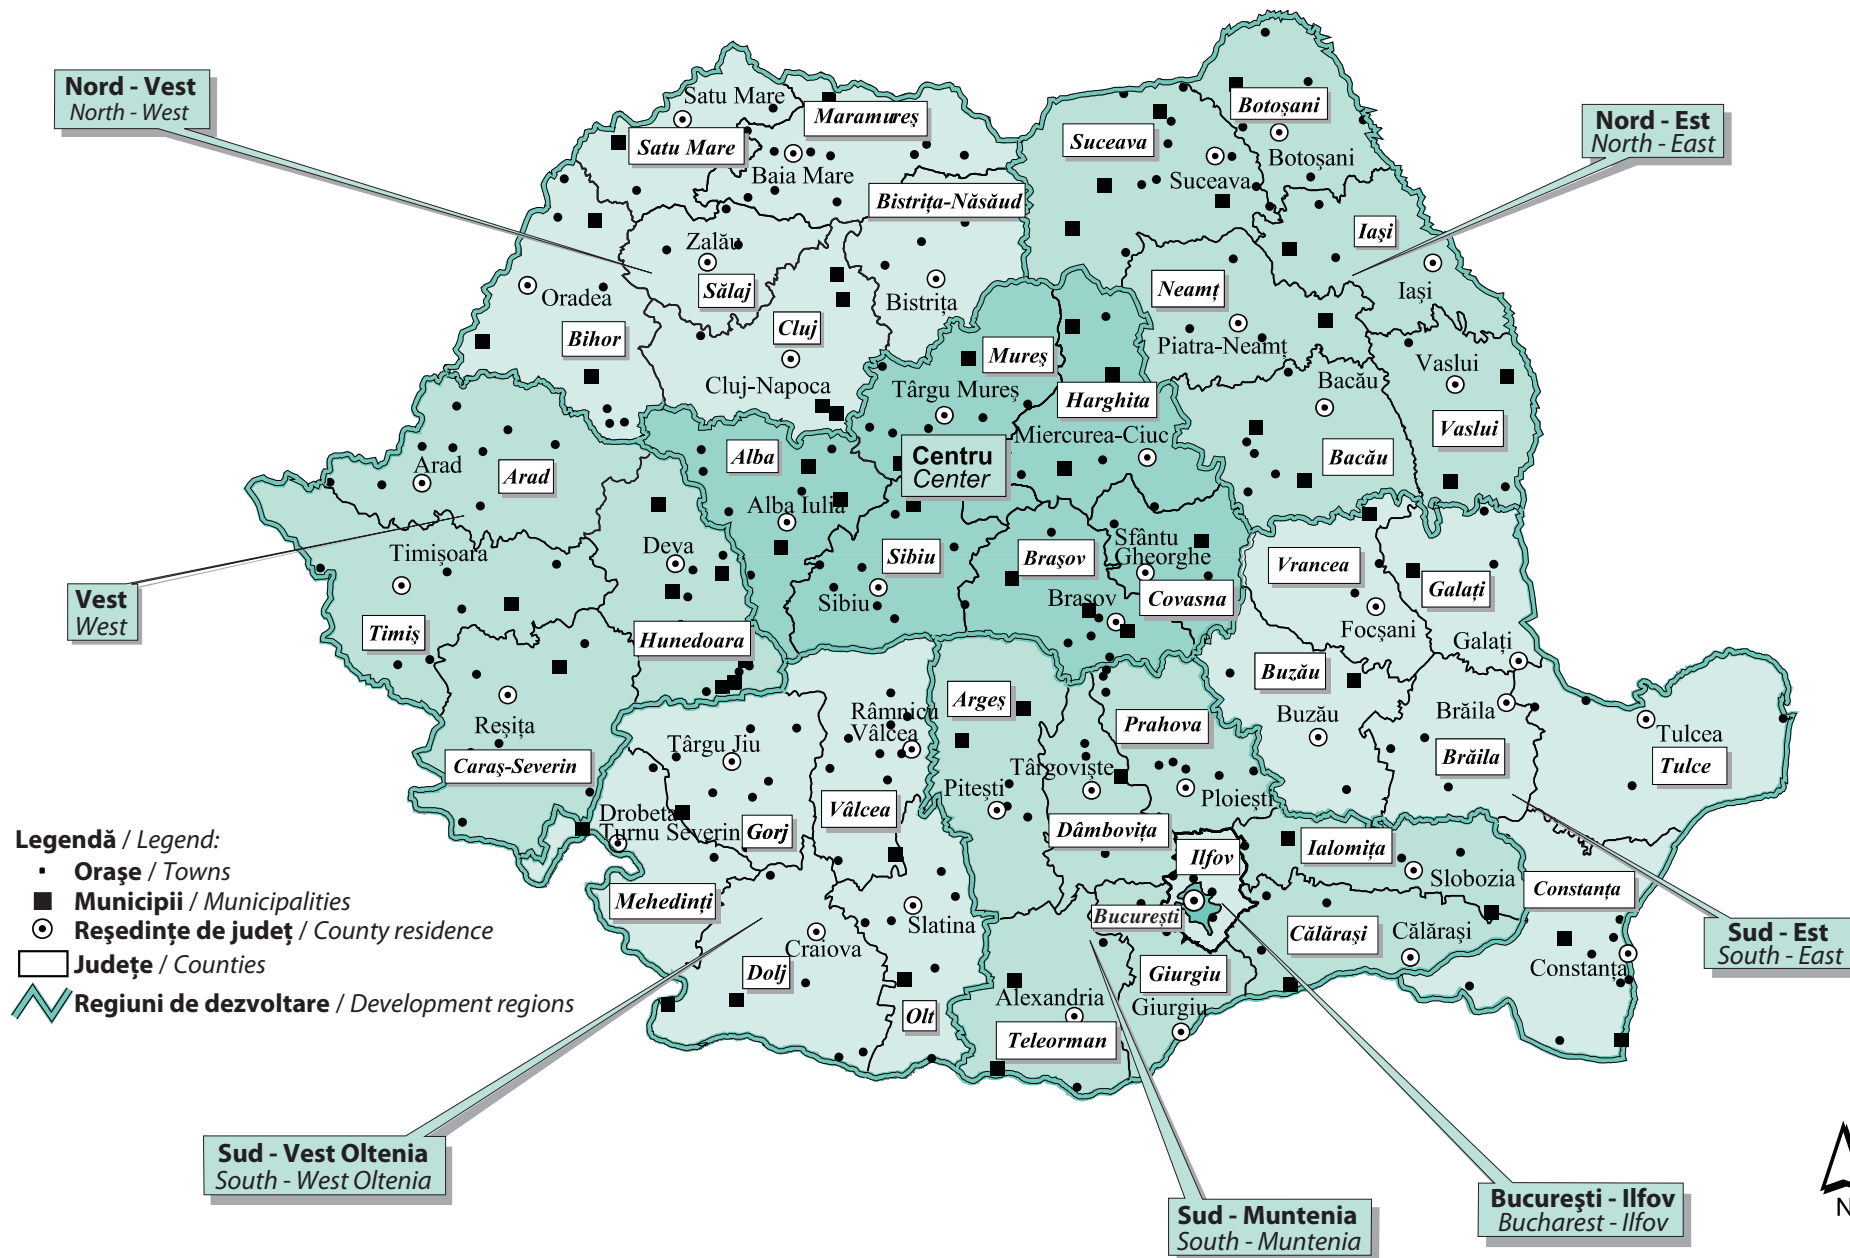 Nord - Vest
North - West
Satu Mare
Maramureș
Satu Mare
Baia Mare
Bistrița-Năsăud
Botoșani
Suceava
Botoșani
Suceava
Nord - Est
North - East
Iași
Iași
Zalău
Sălaj
Oradea
Bihor
Cluj
Cluj-Napoca
Bistrița
Neamț
Piatra-Neamț
Mureș
Târgu Mureș
Harghita
Miercurea-Ciuc
Bacău
Bacău
Vaslui
Vaslui
Centru
Center
Alba
Alba Iulia
Arad
Arad
Timișoara
Deva
Vest
West
Timiș
Hunedoara
Sibiu
Sibiu
Brașov
Brașov
Sfântu
Gheorghe
Covasna
Vrancea
Focșani
Galați
Galați
Reșița
Caraș-Severin
Râmnicu
Vâlcea
Târgu Jiu
Argeș
Prahova
Buzău
Buzău
Brăila
Brăila
Tulcea
Tulce
Târgoviște
Pitești
Ploiești
Drobeta
Turnu Severin
Gorj
Vâlcea
Dâmbovița
Ilfov
Ialomița
Slobozia
Constanța
Legendă / Legend:
Orașe / Towns
Municipii / Municipalities
Reşedințe de județ / County residence
Județe / Counties
Regiuni de dezvoltare / Development regions
Mehedinți
Craiova
Slatina
București
Călărași
Călărași
Sud - Est
South - East
Constanța
Dolj
Olt
Alexandria
Giurgiu
Giurgiu
Teleorman
Sud - Vest Oltenia
South - West Oltenia
Sud - Muntenia
South - Muntenia
Bucureşti - Ilfov
Bucharest - Ilfov
N